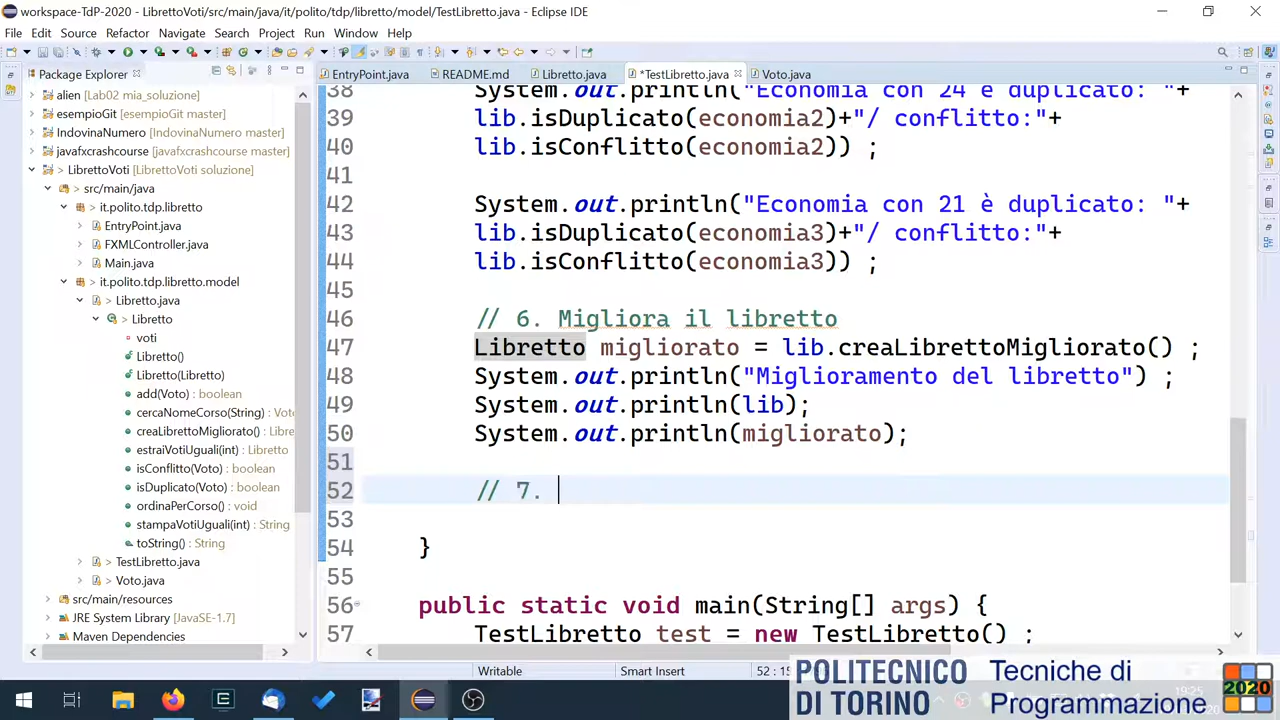 workspace-TdP-2020 - LibrettoVoti/src/main/java/it/polito/tdp/libretto/model/TestLibretto.java - Eclipse IDE
File Edit Source Refactor Navigate Search Project Run Window Help
Package Explorer
EntryPoint.java README.md Libretto.java *TestLibretto.java Voto.java
alien [Lab02 mia_soluzione]
esempioGit [esempioGit master]
IndovinaNumero [IndovinaNumero master]
javafxcrashcourse [javafxcrashcourse master]
LibrettoVoti [LibrettoVoti soluzione]
src/main/java
it.polito.tdp.libretto
EntryPoint.java
FXMLController.java
Main.java
it.polito.tdp.libretto.model
Libretto.java
Libretto
voti
Libretto()
Libretto(Libretto)
add(Voto) : boolean
cercaNomeCorso(String) : Voto
creaLibrettoMigliorato() : Libre
estraiVotiUguali(int) : Libretto
isConflitto(Voto) : boolean
isDuplicato(Voto) : boolean
ordinaPerCorso() : void
stampaVotiUguali(int) : String
toString() : String
TestLibretto.java
Voto.java
src/main/resources
JRE System Library [JavaSE-1.7]
Maven Dependencies
38 System.out.println("Economia con 24 è duplicato: "+
39 lib.isDuplicato(economia2)+"/ conflitto:"+
40 lib.isConflitto(economia2)) ;
41
42 System.out.println("Economia con 21 è duplicato: "+
43 lib.isDuplicato(economia3)+"/ conflitto:"+
44 lib.isConflitto(economia3)) ;
45
46 // 6. Migliora il libretto
47 Libretto migliorato = lib.creaLibrettoMigliorato() ;
48 System.out.println("Miglioramento del libretto") ;
49 System.out.println(lib);
50 System.out.println(migliorato);
51
52 // 7.
53
54 }
55
56 public static void main(String[] args) {
57 TestLibretto test = new TestLibretto() ;
Writable Smart Insert 52 : 15
POLITECNICO
DI TORINO
Tecniche di
Programmazione
2020
19:25